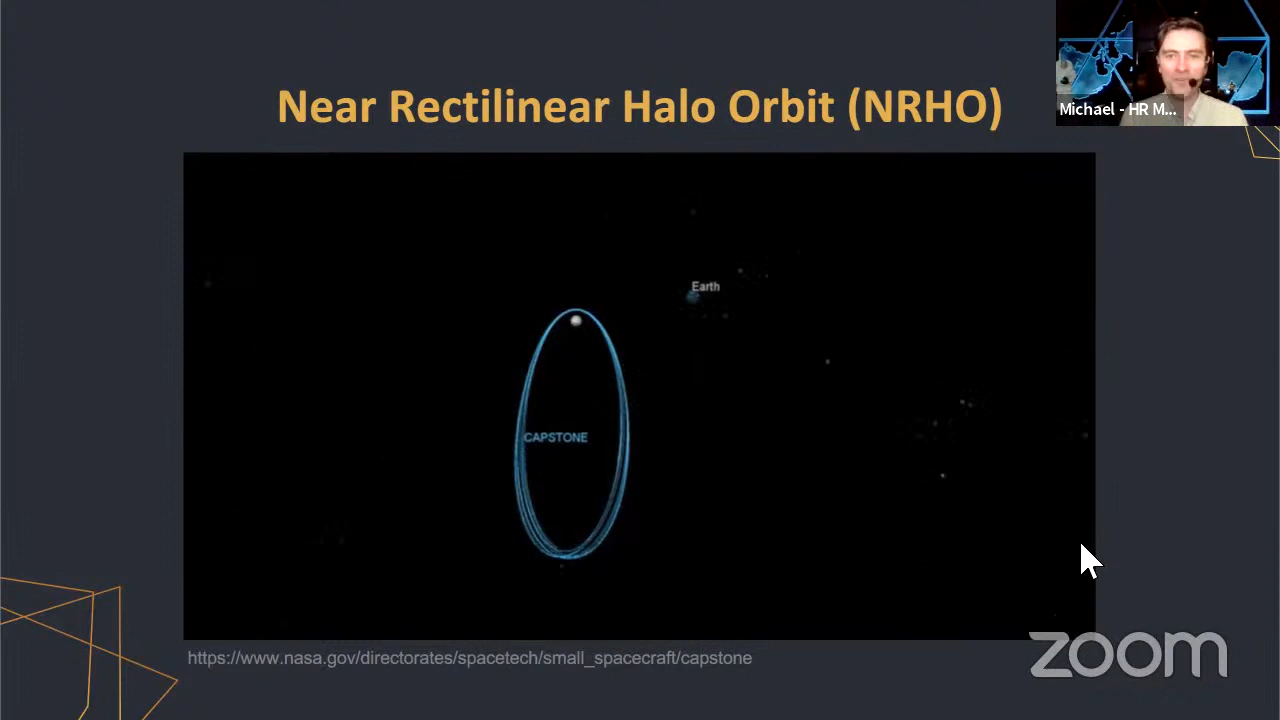 Near Rectilinear Halo Orbit (NRHO)
Michael - HR M...
Earth
CAPSTONE
https://www.nasa.gov/directorates/spacetech/small_spacecraft/capstone
zoom